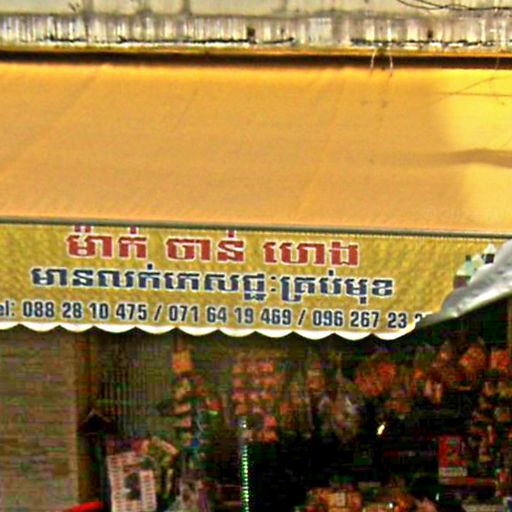 ម៉ាក់ ចាន់ ហេង
មានលក់ភេសជ្ជៈគ្រប់មុខ
el: 088 28 10 475 / 071 64 19 469 / 096 267 23